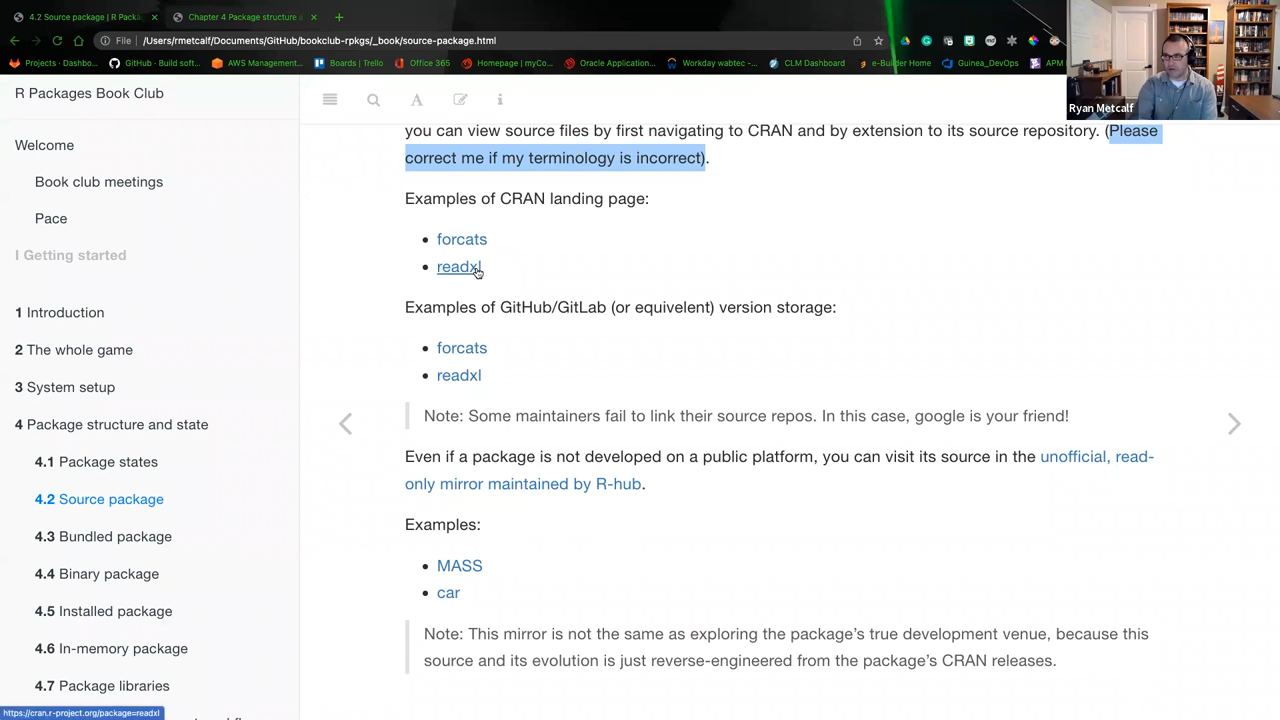 4.2 Source package | R Packa
Chapter 4 Package structure a
File
/Users/rmetcalf/Documents/GitHub/bookclub-rpkgs/_book/source-package.html
Projects - Dashbo...
GitHub · Build soft...
AWS Management...
Boards | Trello
Office 365
Homepage | myCo...
Oracle Application...
Workday wabtec -...
CLM Dashboard
e-Builder Home
Guinea_DevOps
APM
Ryan Metcalf
R Packages Book Club
Welcome
Book club meetings
Pace
I Getting started
1 Introduction
2 The whole game
3 System setup
4 Package structure and state
4.1 Package states
4.2 Source package
4.3 Bundled package
4.4 Binary package
4.5 Installed package
4.6 In-memory package
4.7 Package libraries
https://cran.r-project.org/package=readxl
you can view source files by first navigating to CRAN and by extension to its source repository. (Please
correct me if my terminology is incorrect).
Examples of CRAN landing page:
forcats
readxl
Examples of GitHub/GitLab (or equivelent) version storage:
forcats
readxl
Note: Some maintainers fail to link their source repos. In this case, google is your friend!
Even if a package is not developed on a public platform, you can visit its source in the unofficial, read-
only mirror maintained by R-hub.
Examples:
MASS
car
Note: This mirror is not the same as exploring the package's true development venue, because this
source and its evolution is just reverse-engineered from the package's CRAN releases.